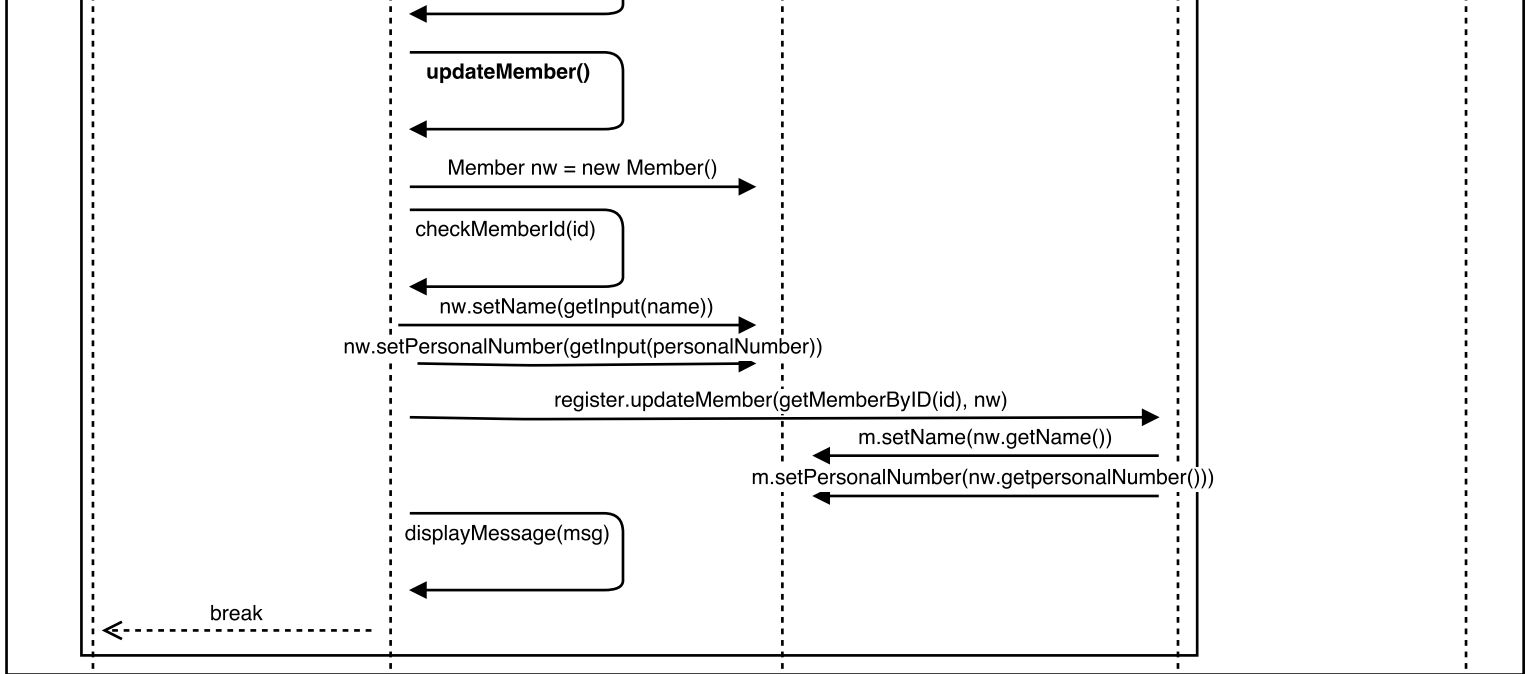 updateMember()
Member nw = new Member()
checkMemberId(id)
nw.setName(getInput(name))
nw.setPersonalNumber(getInput(personalNumber))
register.updateMember(getMemberByID(id), nw)
m.setName(nw.getName())
m.setPersonalNumber(nw.getpersonalNumber()))
displayMessage(msg)
break